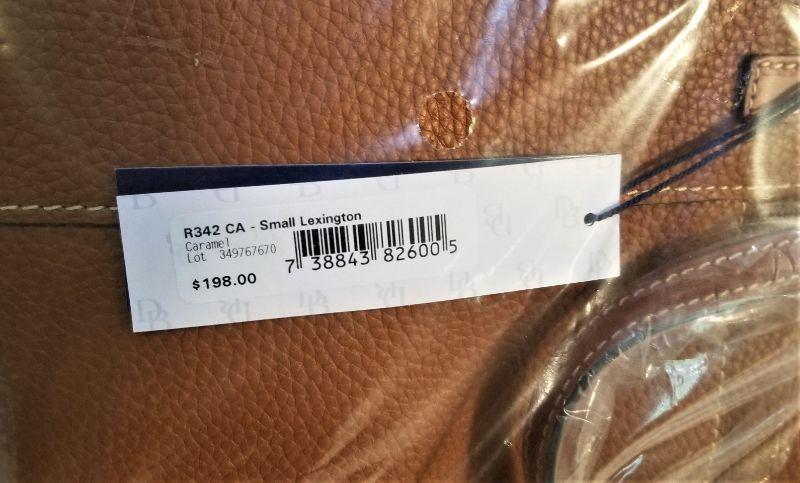 R342 CA - Small Lexington
Caramel
Lot 349767670
$198.00
7 38843 82600 5